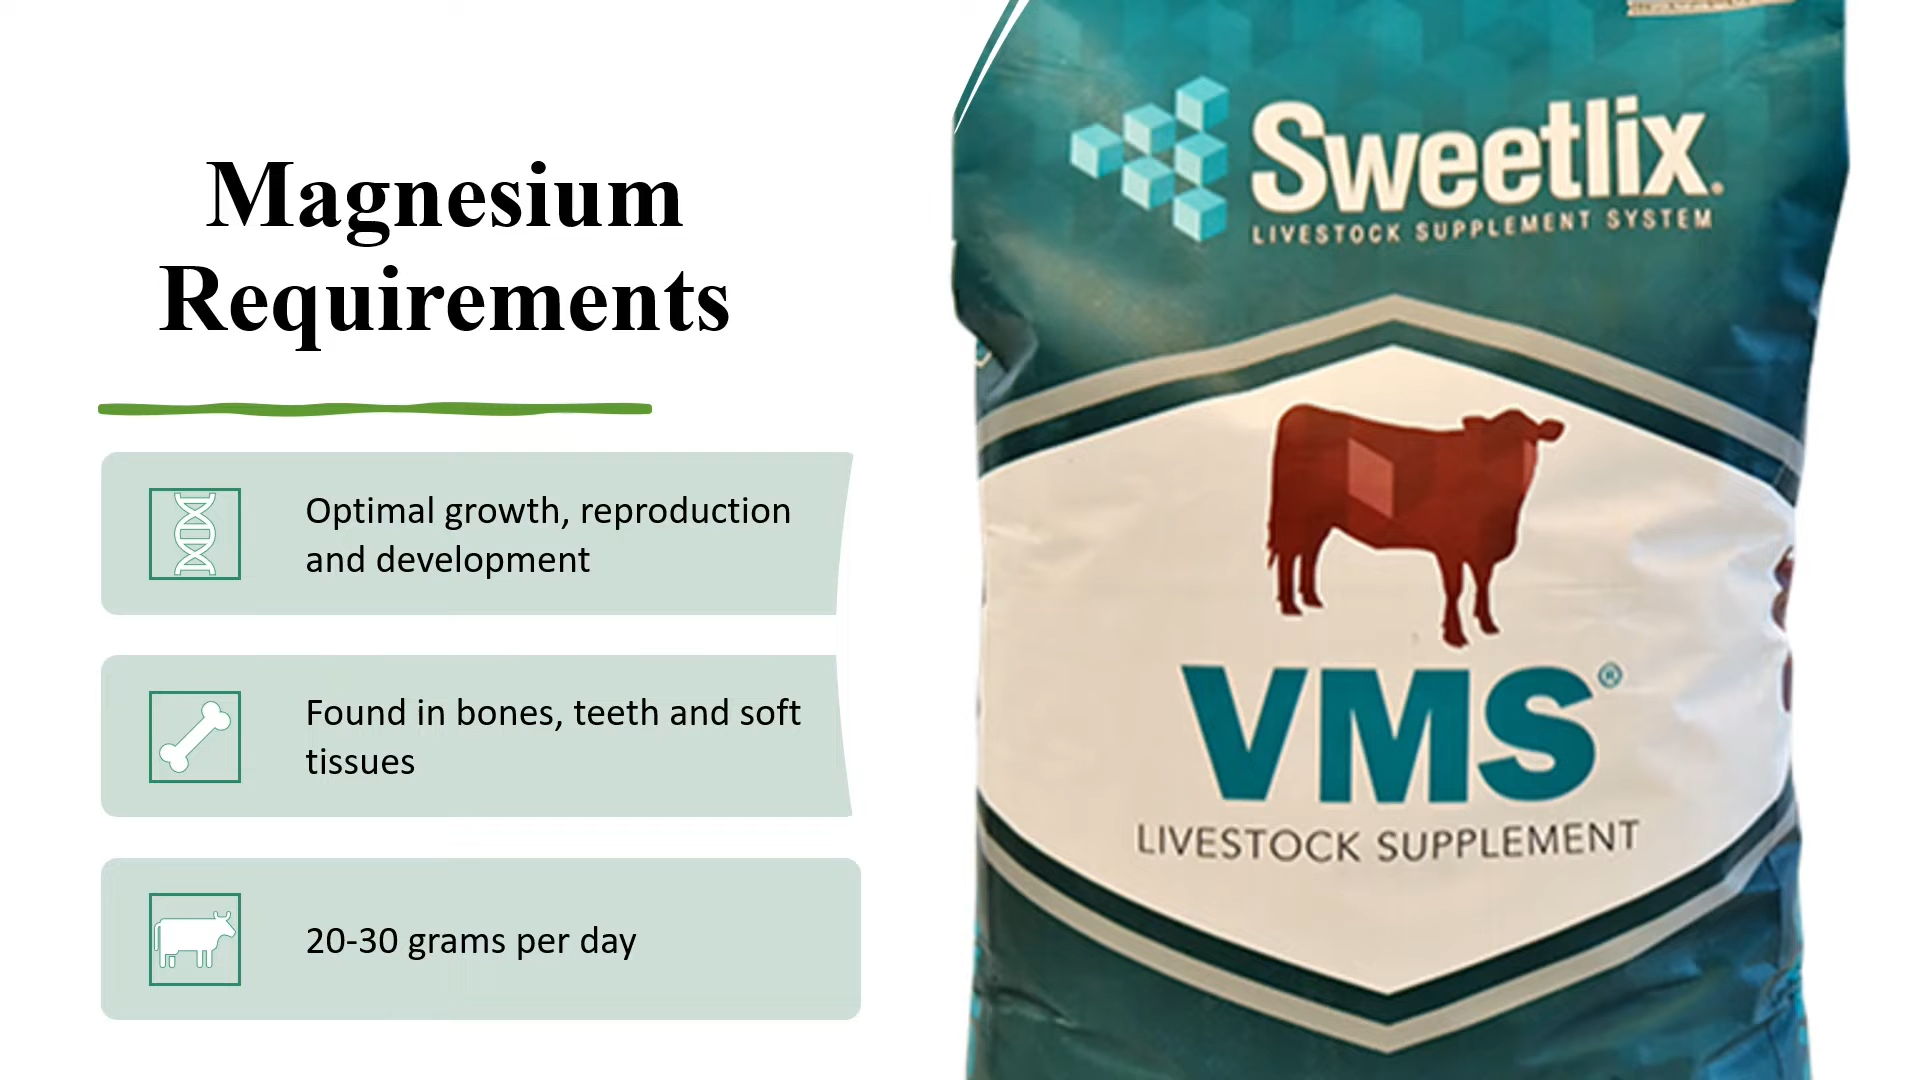 Magnesium
Requirements
Optimal growth, reproduction
and development
Found in bones, teeth and soft
tissues
20-30 grams per day
Sweetlix.
LIVESTOCK SUPPLEMENT SYSTEM
VMS®
LIVESTOCK SUPPLEMENT